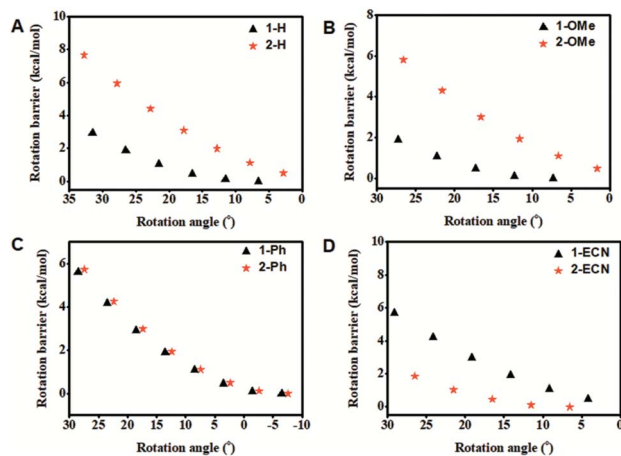 A
Rotation barrier (kcal/mol)
10
8
6
4
2
0
1-H
2-H
35 30 25 20 15 10 5 0
Rotation angle (°)
B
Rotation barrier (kcal/mol)
8
6
4
2
0
1-OMe
2-OMe
30 25 20 15 10 5 0
Rotation angle (°)
C
Rotation barrier (kcal/mol)
6
4
2
0
1-Ph
2-Ph
30 25 20 15 10 5 0 -5 -10
Rotation angle (°)
D
Rotation barrier (kcal/mol)
10
8
6
4
2
0
1-ECN
2-ECN
30 25 20 15 10 5 0
Rotation angle (°)